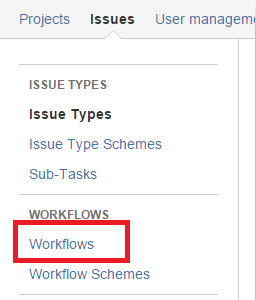 Projects Issues User manageme
ISSUE TYPES
Issue Types
Issue Type Schemes
Sub-Tasks
WORKFLOWS
Workflows
Workflow Schemes